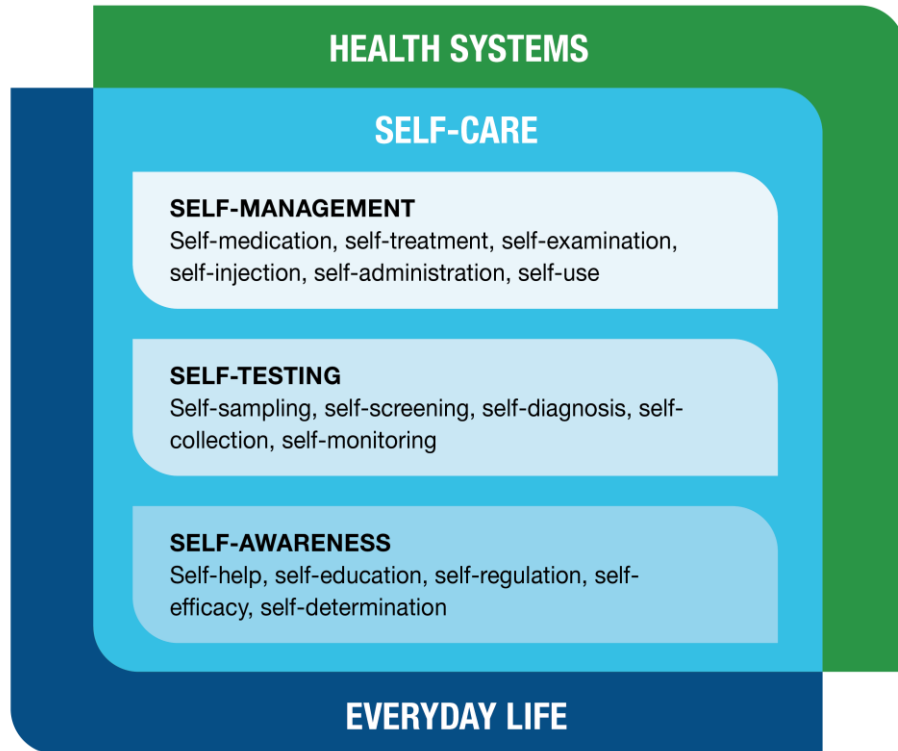 HEALTH SYSTEMS
SELF-CARE
SELF-MANAGEMENT
Self-medication, self-treatment, self-examination,
self-injection, self-administration, self-use
SELF-TESTING
Self-sampling, self-screening, self-diagnosis, self-
collection, self-monitoring
SELF-AWARENESS
Self-help, self-education, self-regulation, self-
efficacy, self-determination
EVERYDAY LIFE